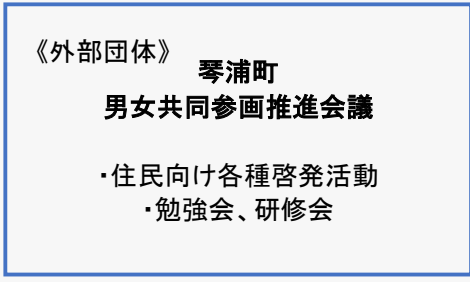 《外部団体》
琴浦町
男女共同参画推進会議
・住民向け各種啓発活動
・勉強会、研修会